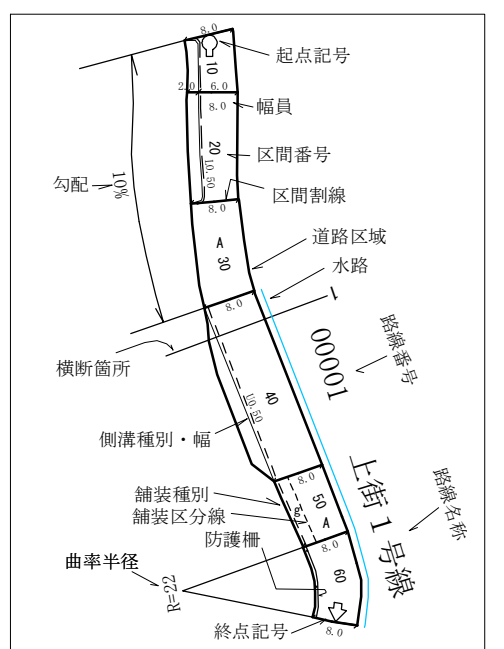 8.0
起点記号
10
2.0 6.0
8.0
幅員
20
区間番号
L0.50
勾配
10%
区間割線
8.0
A
30
道路区域
水路
8.0
1
横断箇所
00001
路線番号
40
U0.50
側溝種別・幅
8.0
上街1号線
路線名称
舗装種別
50
A
g
舗装区分線
防護柵
8.0
曲率半径
R=22
60
終点記号
8.0